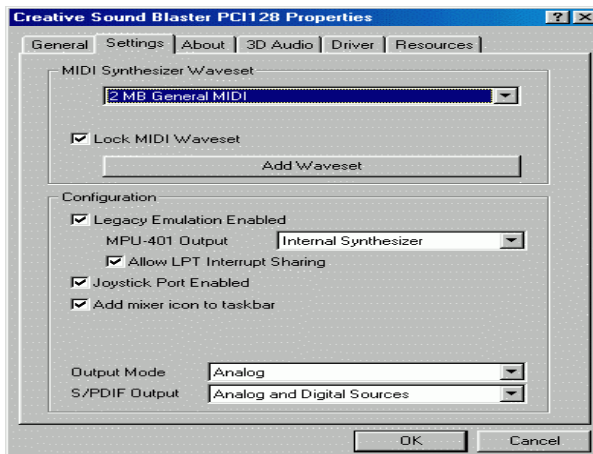 Creative Sound Blaster PCI128 Properties
General Settings About 3D Audio Driver Resources
MIDI Synthesizer Waveset
2 MB General MIDI
Lock MIDI Waveset
Add Waveset
Configuration
Legacy Emulation Enabled
MPU-401 Output Internal Synthesizer
Allow LPT Interrupt Sharing
Joystick Port Enabled
Add mixer icon to taskbar
Output Mode Analog
S/PDIF Output Analog and Digital Sources
OK Cancel